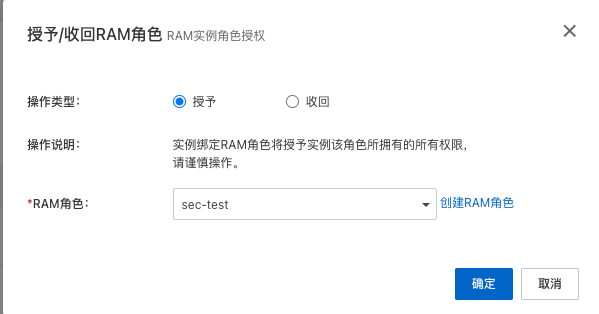 授予/收回RAM角色 RAM实例角色授权
操作类型: 授予 收回
操作说明: 实例绑定RAM角色将授予实例该角色所拥有的所有权限，
请谨慎操作。
*RAM角色: sec-test 创建RAM角色
确定 取消